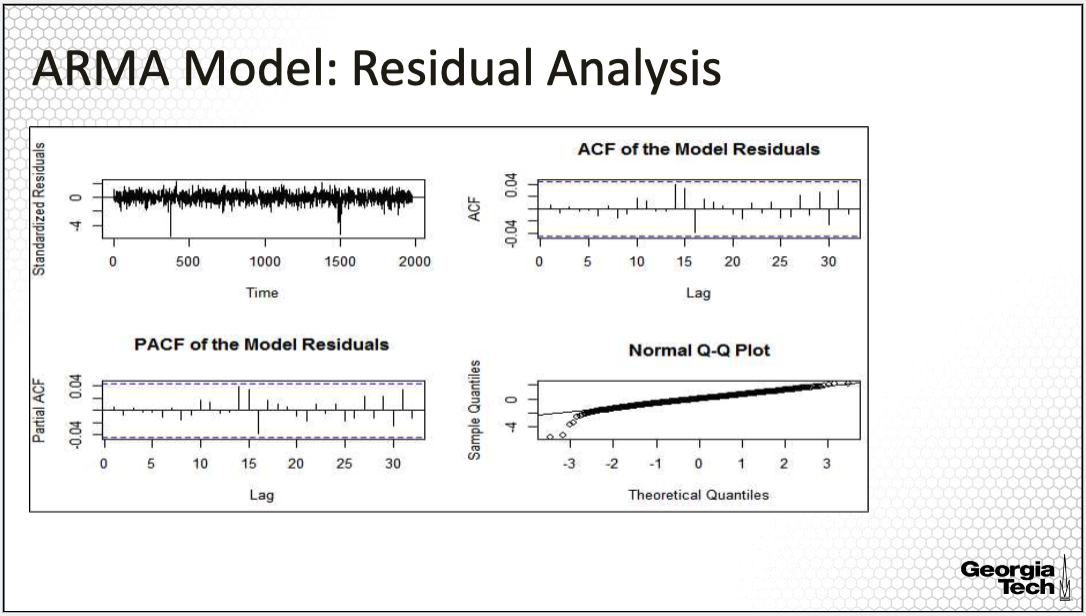 ARMA Model: Residual Analysis
Standardized Residuals
0
-4
0 500 1000 1500 2000
Time
ACF of the Model Residuals
ACF
0.04
-0.04
0 5 10 15 20 25 30
Lag
PACF of the Model Residuals
Partial ACF
0.04
-0.04
0 5 10 15 20 25 30
Lag
Normal Q-Q Plot
Sample Quantiles
0
-4
-3 -2 -1 0 1 2 3
Theoretical Quantiles
Georgia
Tech